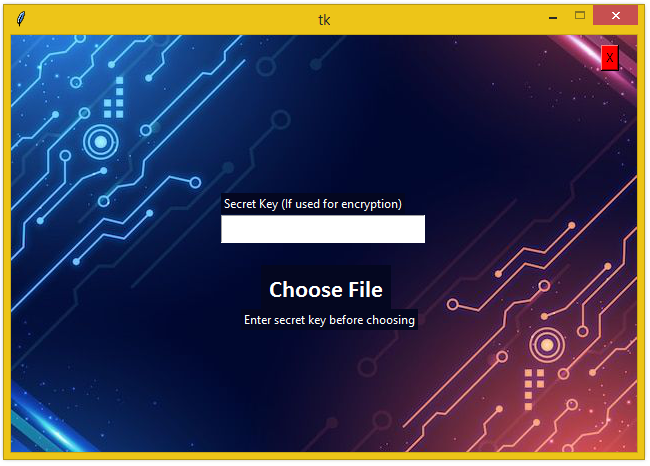 tk
X
Secret Key (If used for encryption)
Choose File
Enter secret key before choosing